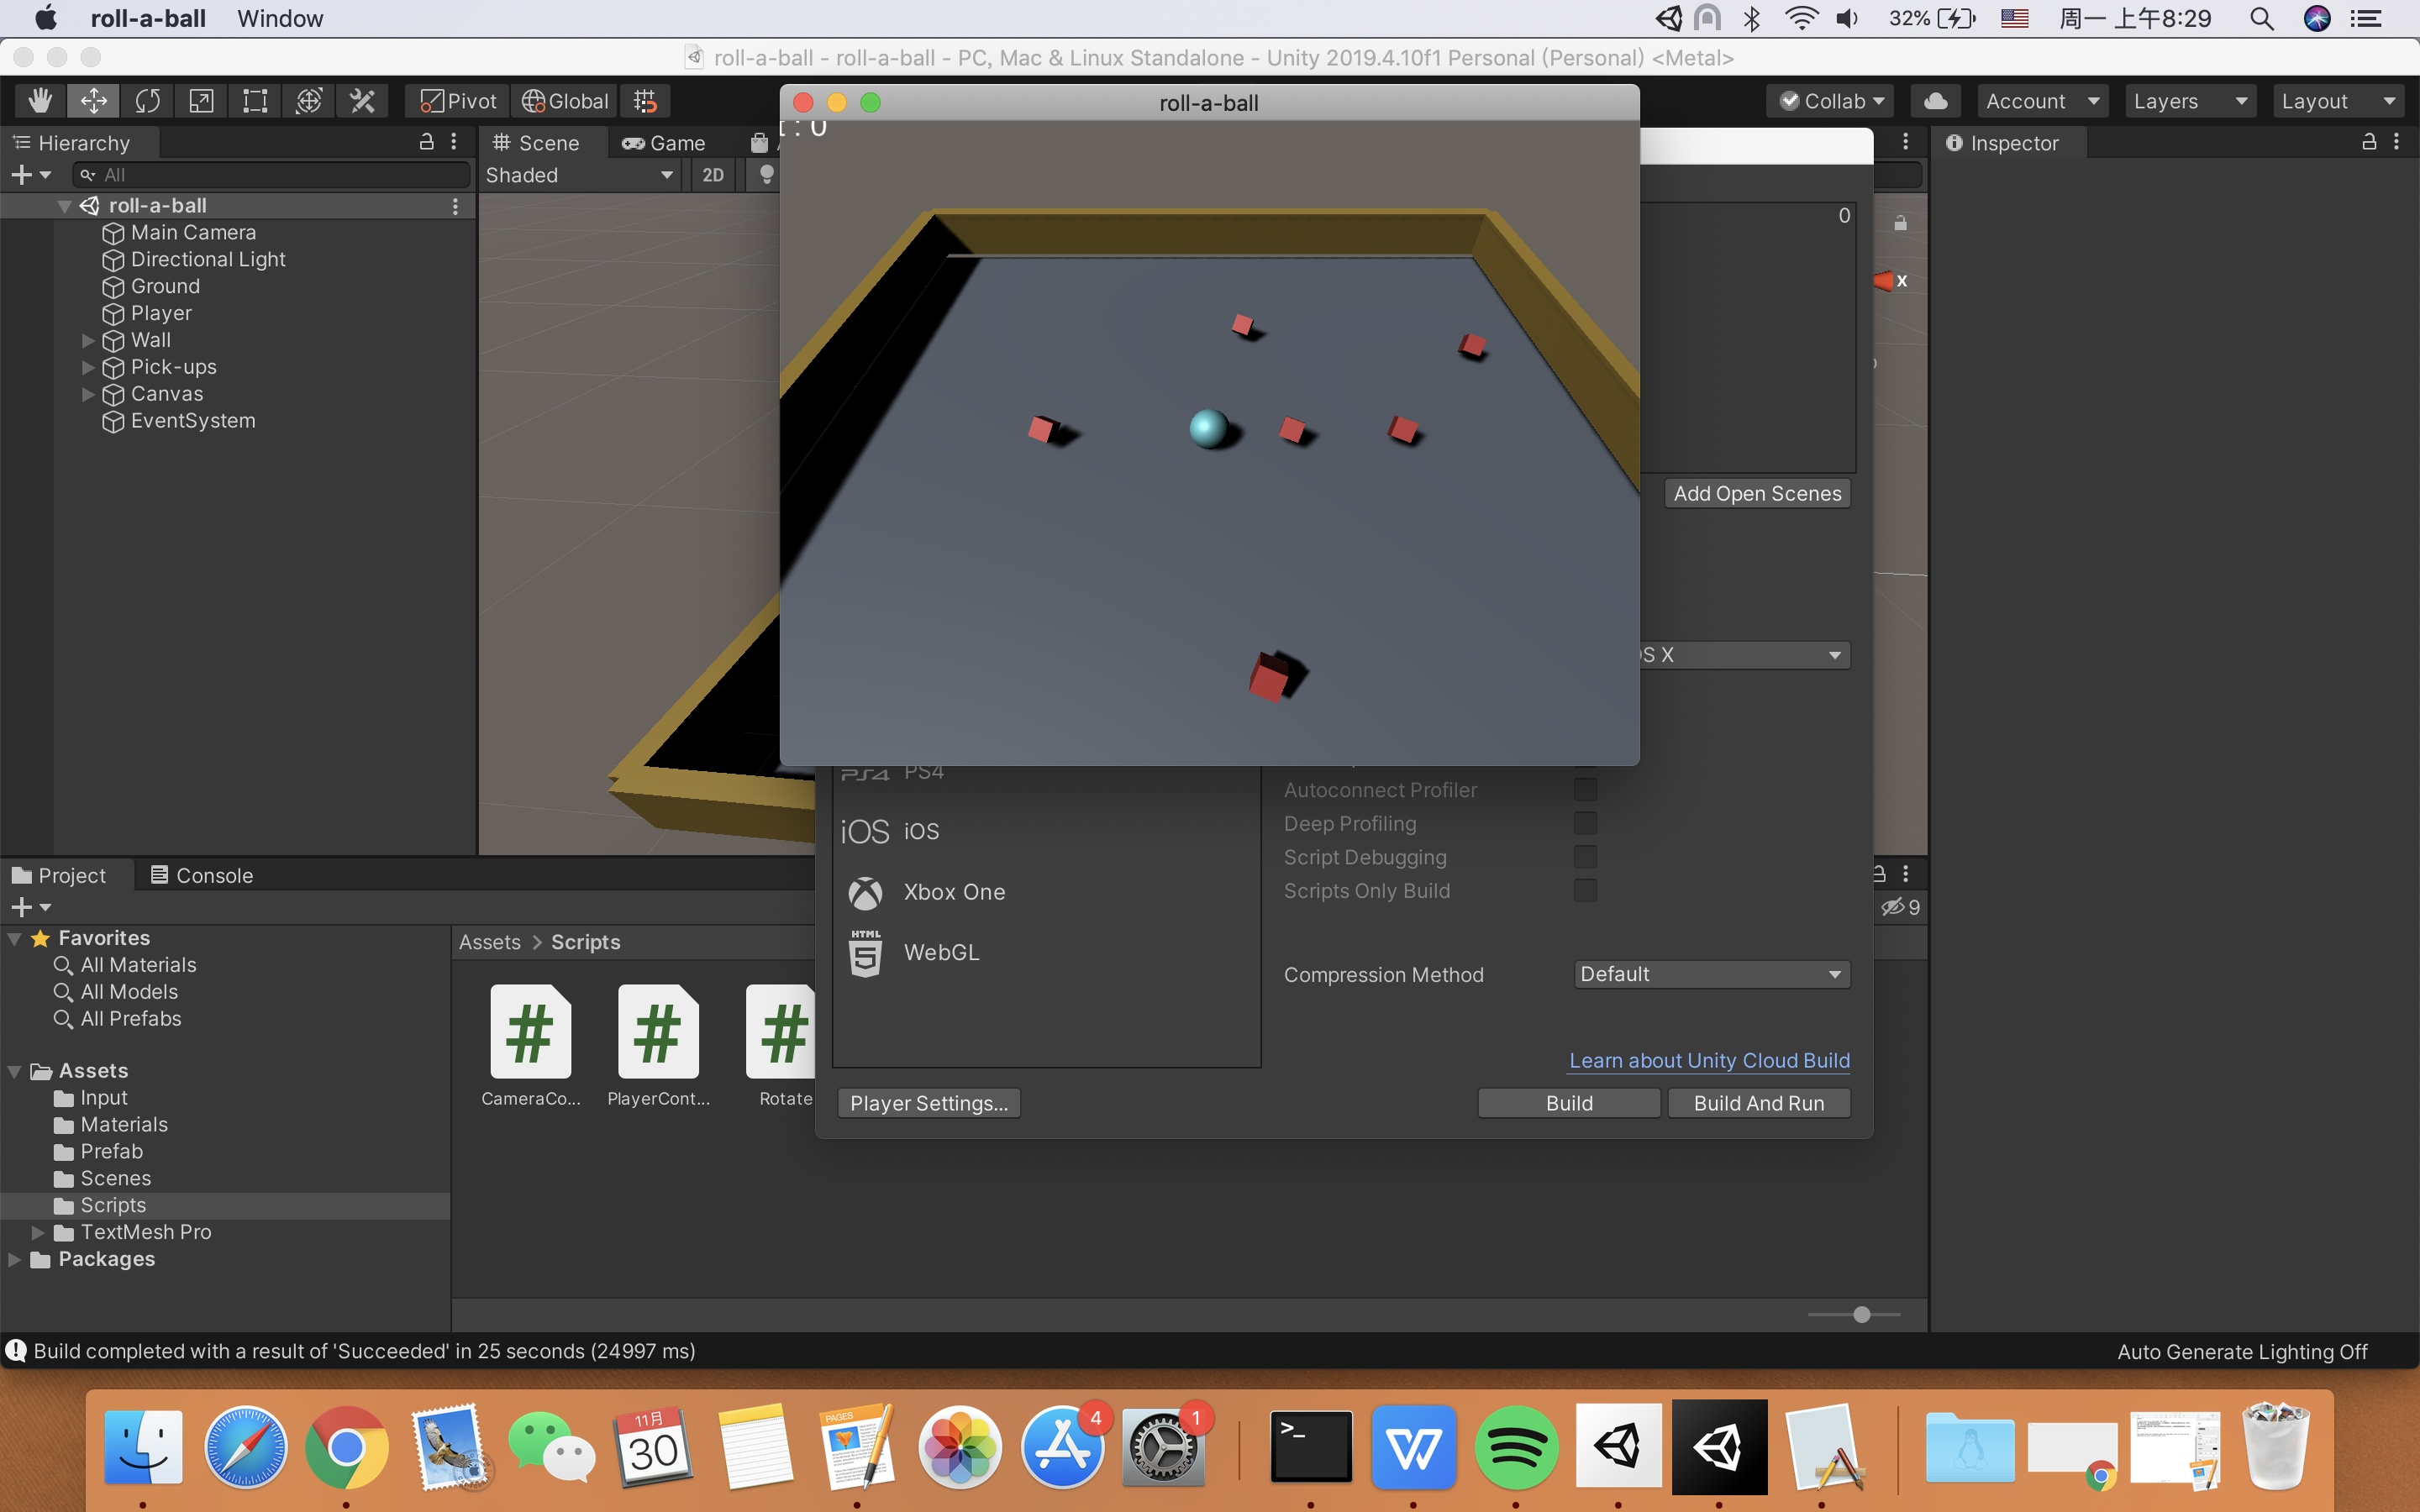 roll-a-ball Window 32% 周一 上午8:29
roll-a-ball - roll-a-ball - PC, Mac & Linux Standalone - Unity 2019.4.10f1 Personal (Personal) <Metal>
Pivot Global Collab Account Layers Layout
roll-a-ball
t : 0
Hierarchy
Scene Game
Inspector
All
Shaded 2D
roll-a-ball
Main Camera
Directional Light
Ground
Player
Wall
Pick-ups
Canvas
EventSystem
0
x
Add Open Scenes
OS X
PS4
Autoconnect Profiler
iOS iOS
Deep Profiling
Script Debugging
Xbox One
Scripts Only Build
HTML
5
WebGL
Compression Method Default
Learn about Unity Cloud Build
Player Settings... Build Build And Run
Project Console
9
Favorites
All Materials
All Models
All Prefabs
Assets
Input
Materials
Prefab
Scenes
Scripts
TextMesh Pro
Packages
Assets > Scripts
# # #
CameraCo... PlayerCont... Rotate
Build completed with a result of 'Succeeded' in 25 seconds (24997 ms) Auto Generate Lighting Off
11月
30
PAGES
4
1
>_